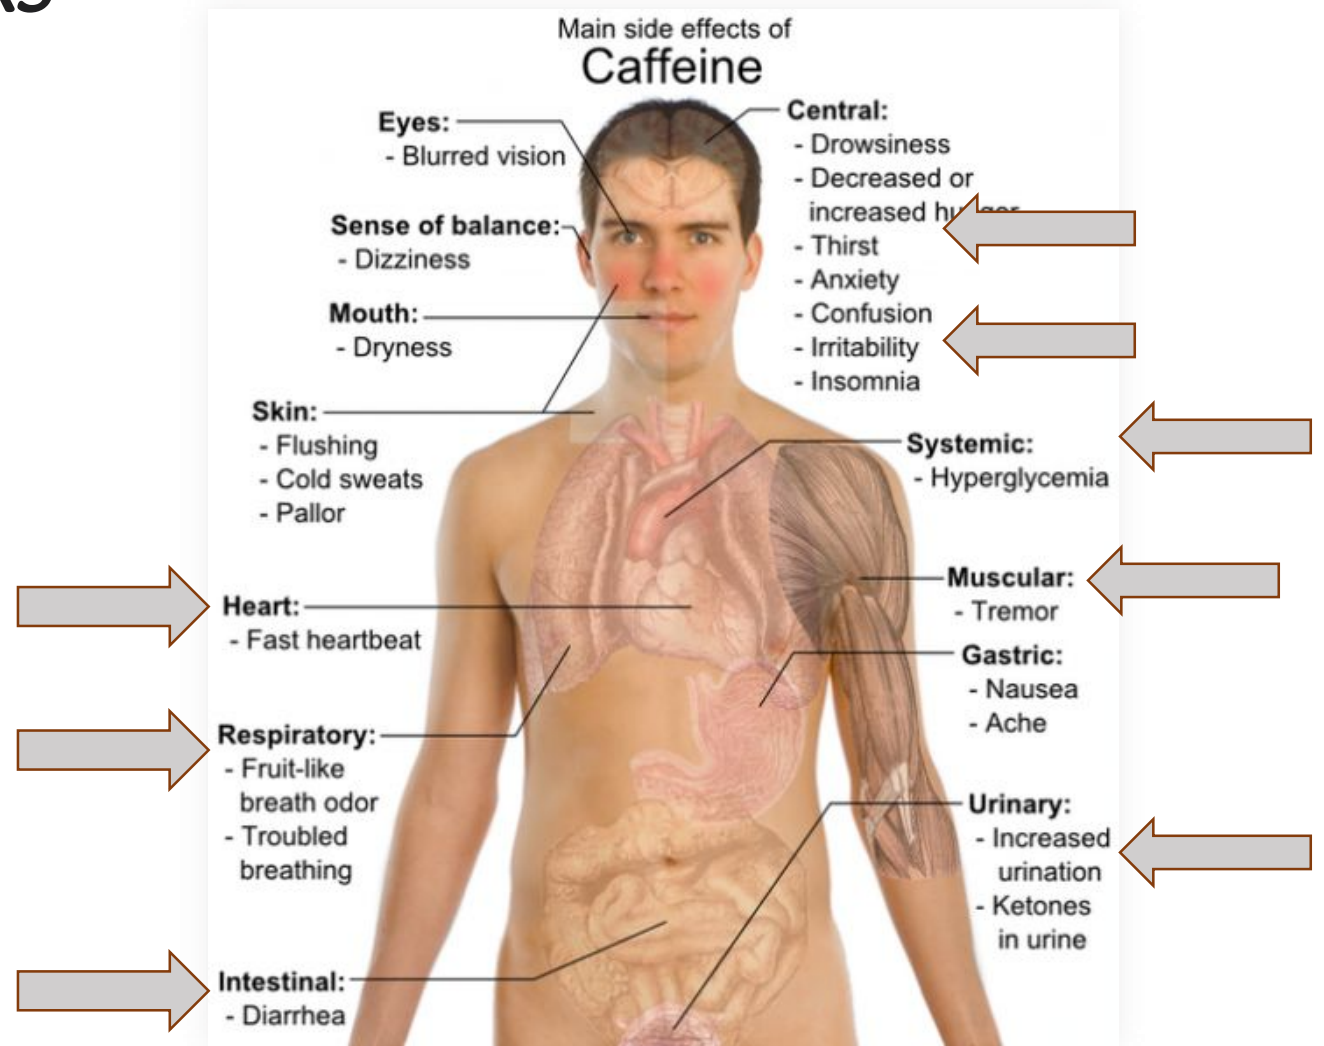 Main side effects of
Caffeine
Eyes:
- Blurred vision
Sense of balance:
- Dizziness
Mouth:
- Dryness
Skin:
- Flushing
- Cold sweats
- Pallor
Heart:
- Fast heartbeat
Respiratory:
- Fruit-like
breath odor
- Troubled
breathing
Intestinal:
- Diarrhea
Central:
- Drowsiness
- Decreased or
increased hunger
- Thirst
- Anxiety
- Confusion
- Irritability
- Insomnia
Systemic:
- Hyperglycemia
Muscular:
- Tremor
Gastric:
- Nausea
- Ache
Urinary:
- Increased
urination
- Ketones
in urine